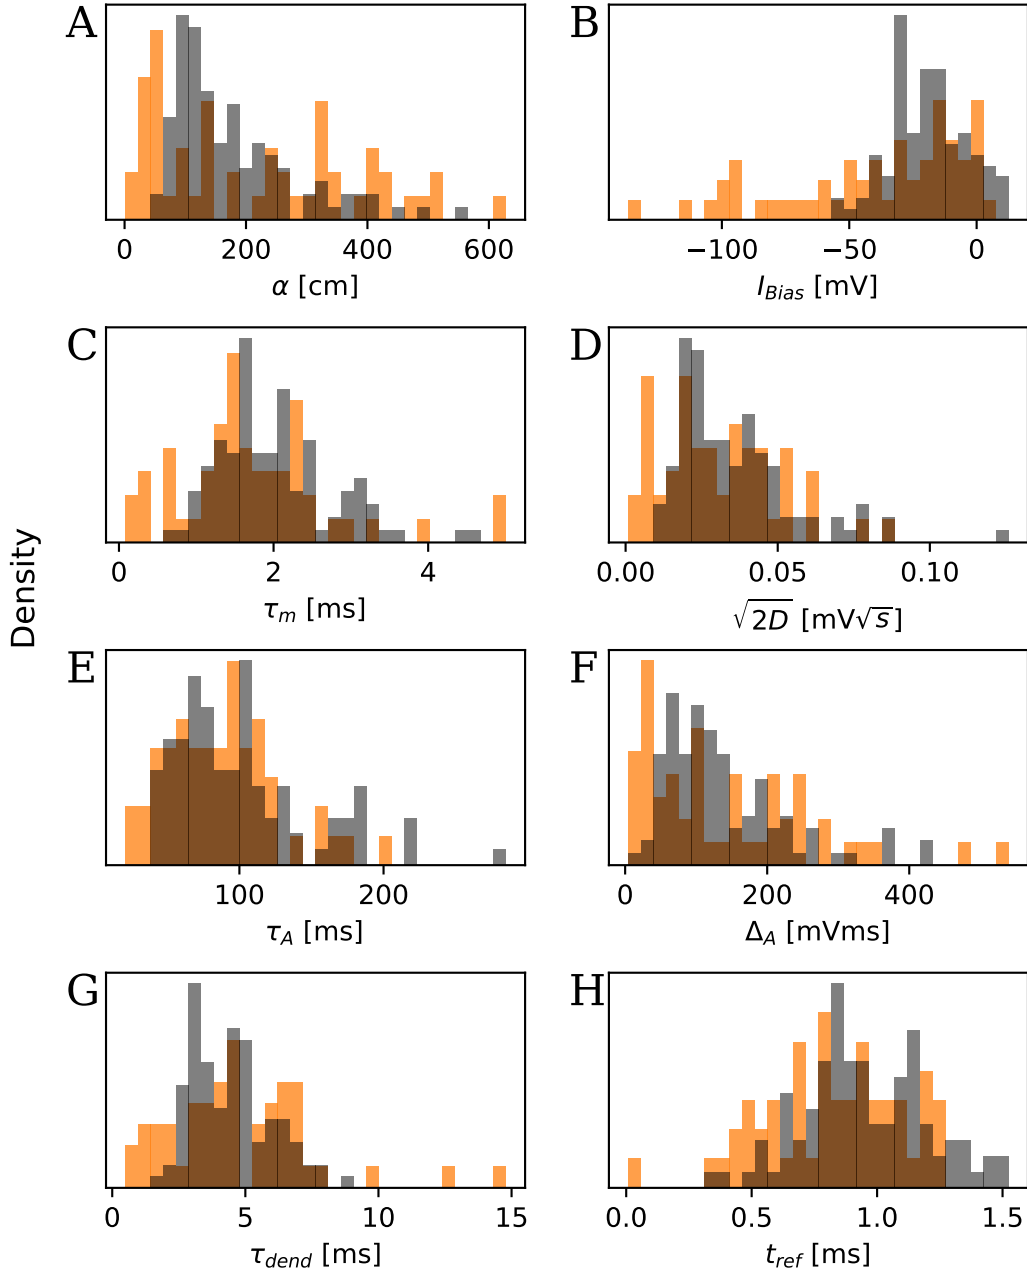 A
B
0 200 400 600
−100 −50 0
α [cm]
I_Bias [mV]
C
D
0 2 4
0.00 0.05 0.10
τ_m [ms]
√2D [mV√s]
Density
E
F
100 200
0 200 400
τ_A [ms]
Δ_A [mVms]
G
H
0 5 10 15
0.0 0.5 1.0 1.5
τ_dend [ms]
t_ref [ms]